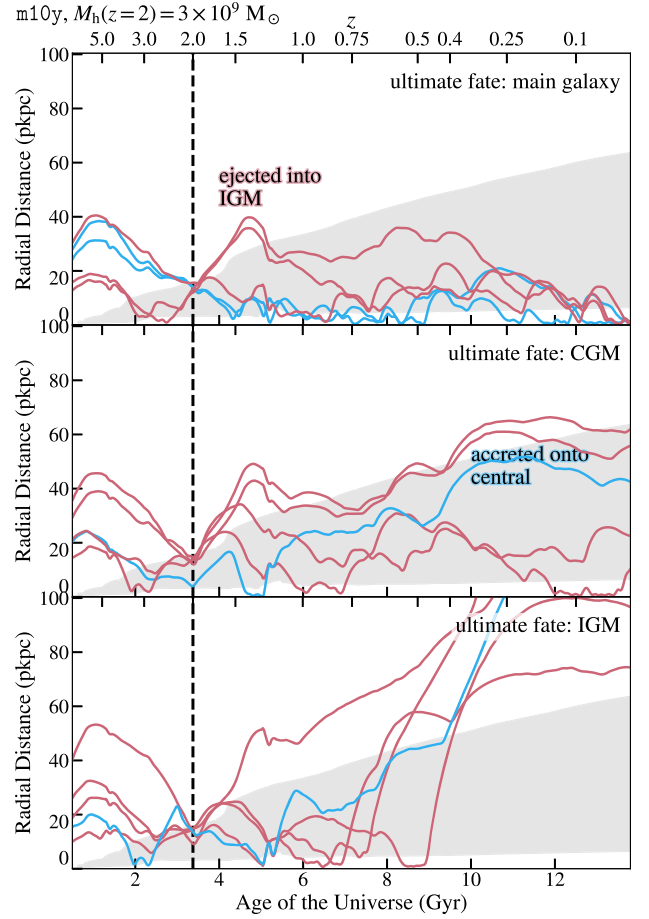 m10y, M_h(z=2)=3×10^9 M_⊙
z
5.0 3.0 2.0 1.5 1.0 0.75 0.5 0.4 0.25 0.1
100
80
60
40
20
0
Radial Distance (pkpc)
ultimate fate: main galaxy
ejected into
IGM
100
80
60
40
20
0
Radial Distance (pkpc)
ultimate fate: CGM
accreted onto
central
100
80
60
40
20
0
Radial Distance (pkpc)
ultimate fate: IGM
2 4 6 8 10 12
Age of the Universe (Gyr)